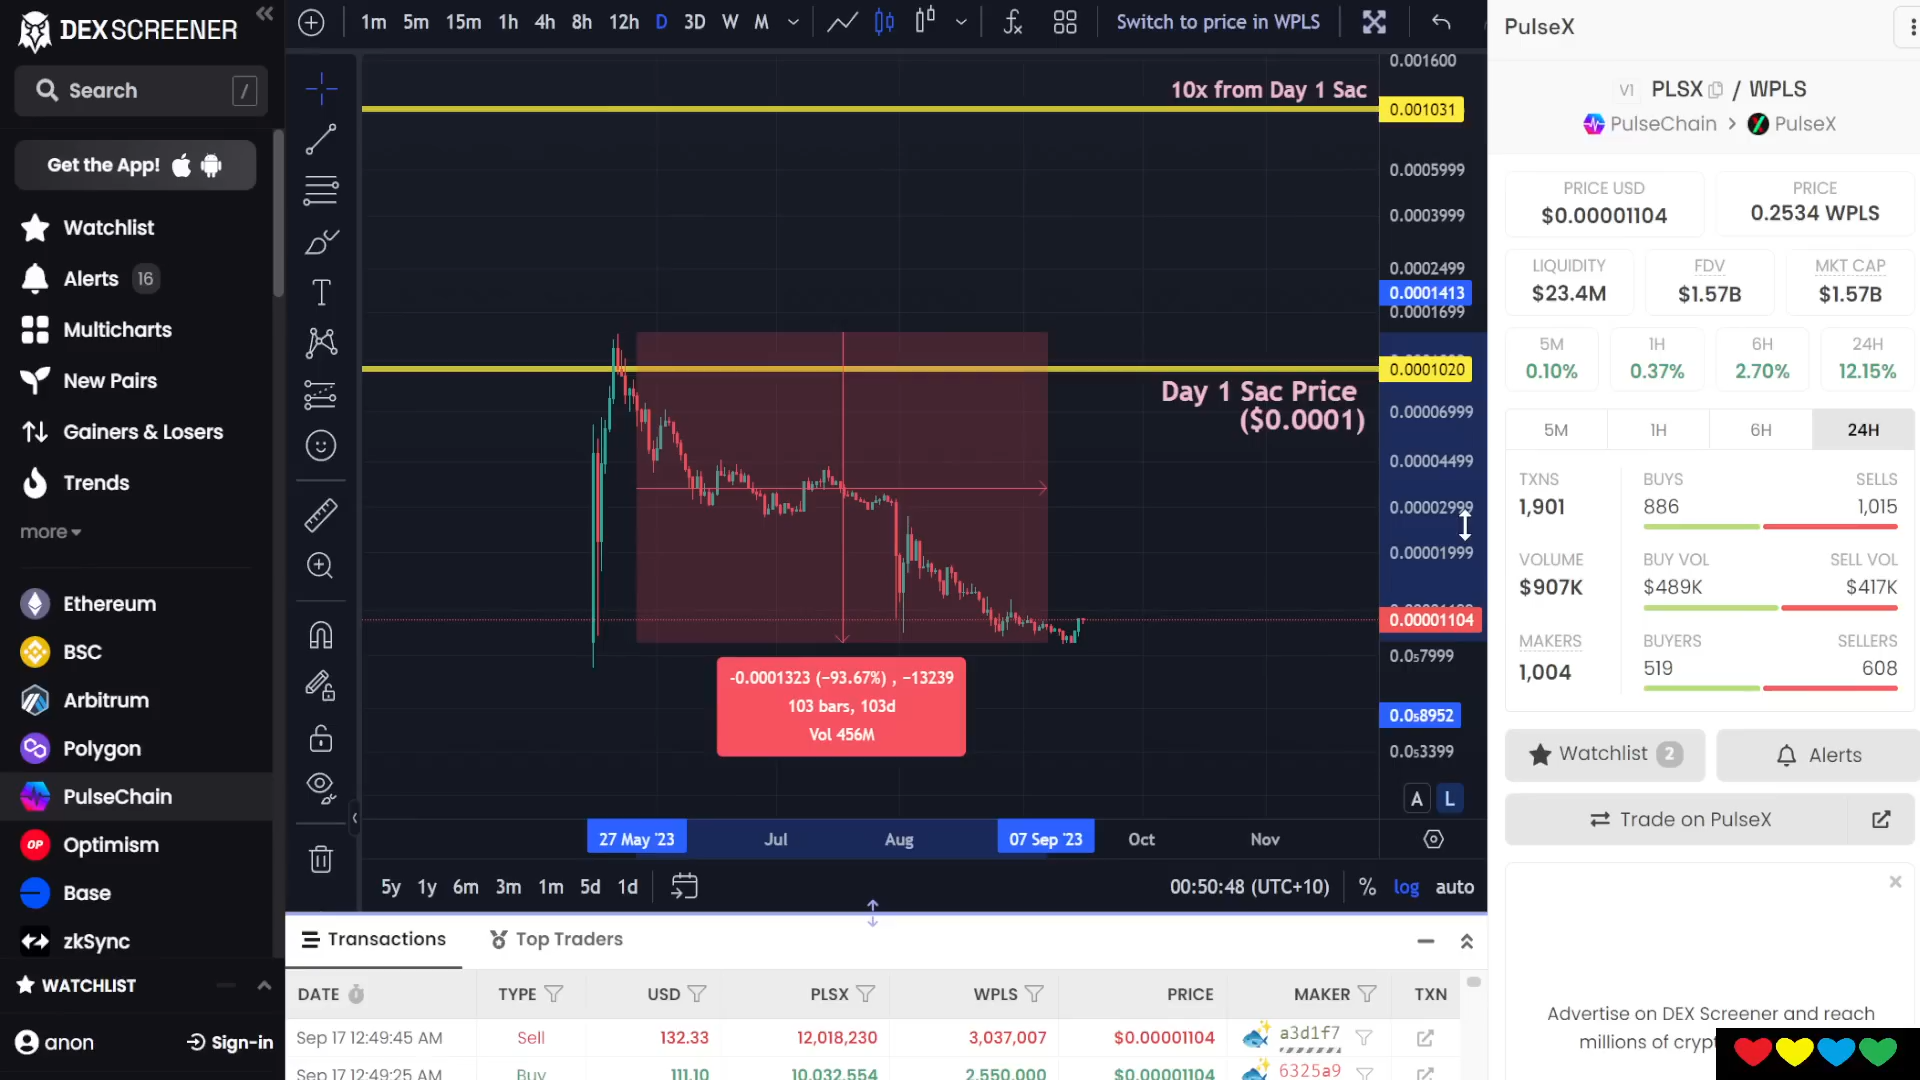 DEX SCREENER
Search
/
Get the App!
Watchlist
Alerts 16
Multicharts
New Pairs
Gainers & Losers
Trends
more
Ethereum
BSC
Arbitrum
Polygon
PulseChain
Optimism
Base
zkSync
WATCHLIST
anon
Sign-in
1m 5m 15m 1h 4h 8h 12h D 3D W M
Switch to price in WPLS
10x from Day 1 Sac
Day 1 Sac Price
($0.0001)
-0.0001323 (−93.67%) , −13239
103 bars, 103d
Vol 456M
0.001600
0.001031
0.0005999
0.0003999
0.0002499
0.0001413
0.0001699
0.0001020
0.00006999
0.00004499
0.00002999
0.00001999
0.00001104
0.0₅7999
0.0₅8952
0.0₅3399
A L
27 May '23 Jul Aug 07 Sep '23 Oct Nov
5y 1y 6m 3m 1m 5d 1d
00:50:48 (UTC+10) % log auto
Transactions
Top Traders
DATE TYPE USD PLSX WPLS PRICE MAKER TXN
Sep 17 12:49:45 AM Sell 132.33 12,018,230 3,037,007 $0.00001104 a3d1f7
Sep 17 12:49:25 AM Buy 111.10 10,032,554 2,550,000 $0.00001104 6325a9
PulseX
V1 PLSX / WPLS
PulseChain > PulseX
PRICE USD
$0.00001104
PRICE
0.2534 WPLS
LIQUIDITY
$23.4M
FDV
$1.57B
MKT CAP
$1.57B
5M
0.10%
1H
0.37%
6H
2.70%
24H
12.15%
5M 1H 6H 24H
TXNS
1,901
BUYS
886
SELLS
1,015
VOLUME
$907K
BUY VOL
$489K
SELL VOL
$417K
MAKERS
1,004
BUYERS
519
SELLERS
608
Watchlist 2
Alerts
Trade on PulseX
Advertise on DEX Screener and reach
millions of